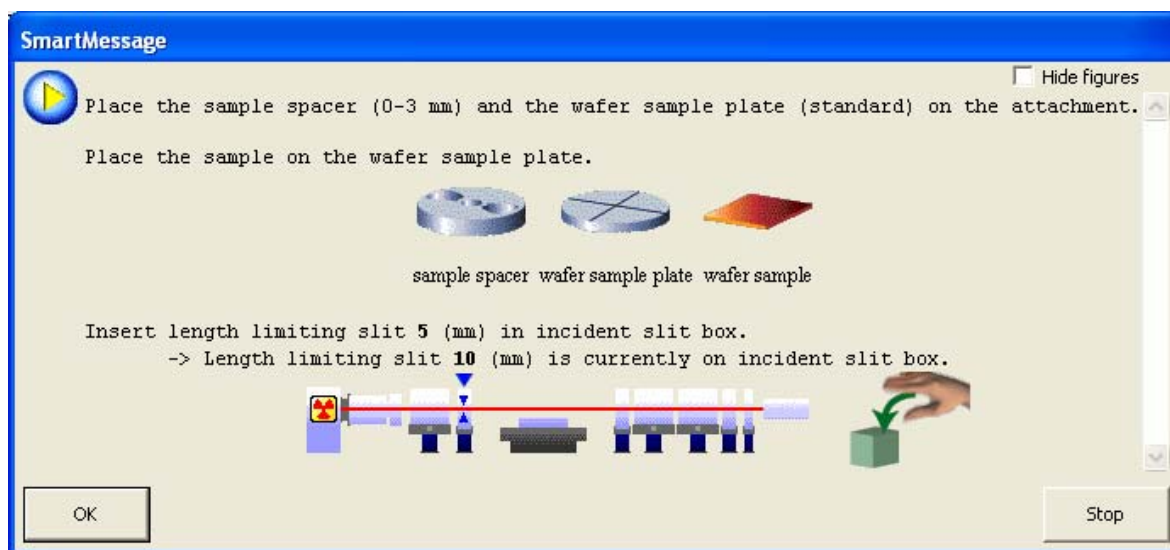 SmartMessage
Hide figures
Place the sample spacer (0-3 mm) and the wafer sample plate (standard) on the attachment.
Place the sample on the wafer sample plate.
sample spacer wafer sample plate wafer sample
Insert length limiting slit 5 (mm) in incident slit box.
-> Length limiting slit 10 (mm) is currently on incident slit box.
OK
Stop